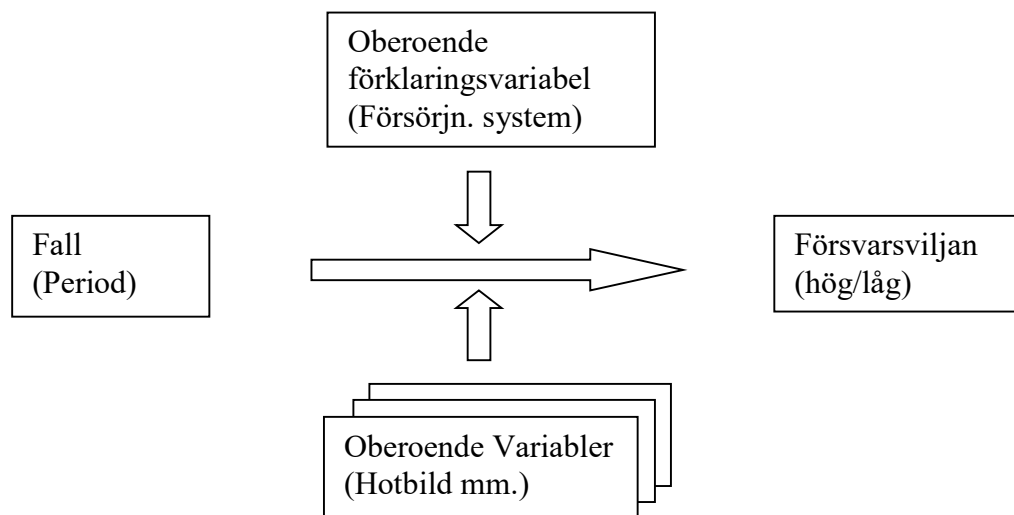 Oberoende
förklaringsvariabel
(Försörjn. system)
Fall
(Period)
Försvarsviljan
(hög/låg)
Oberoende Variabler
(Hotbild mm.)